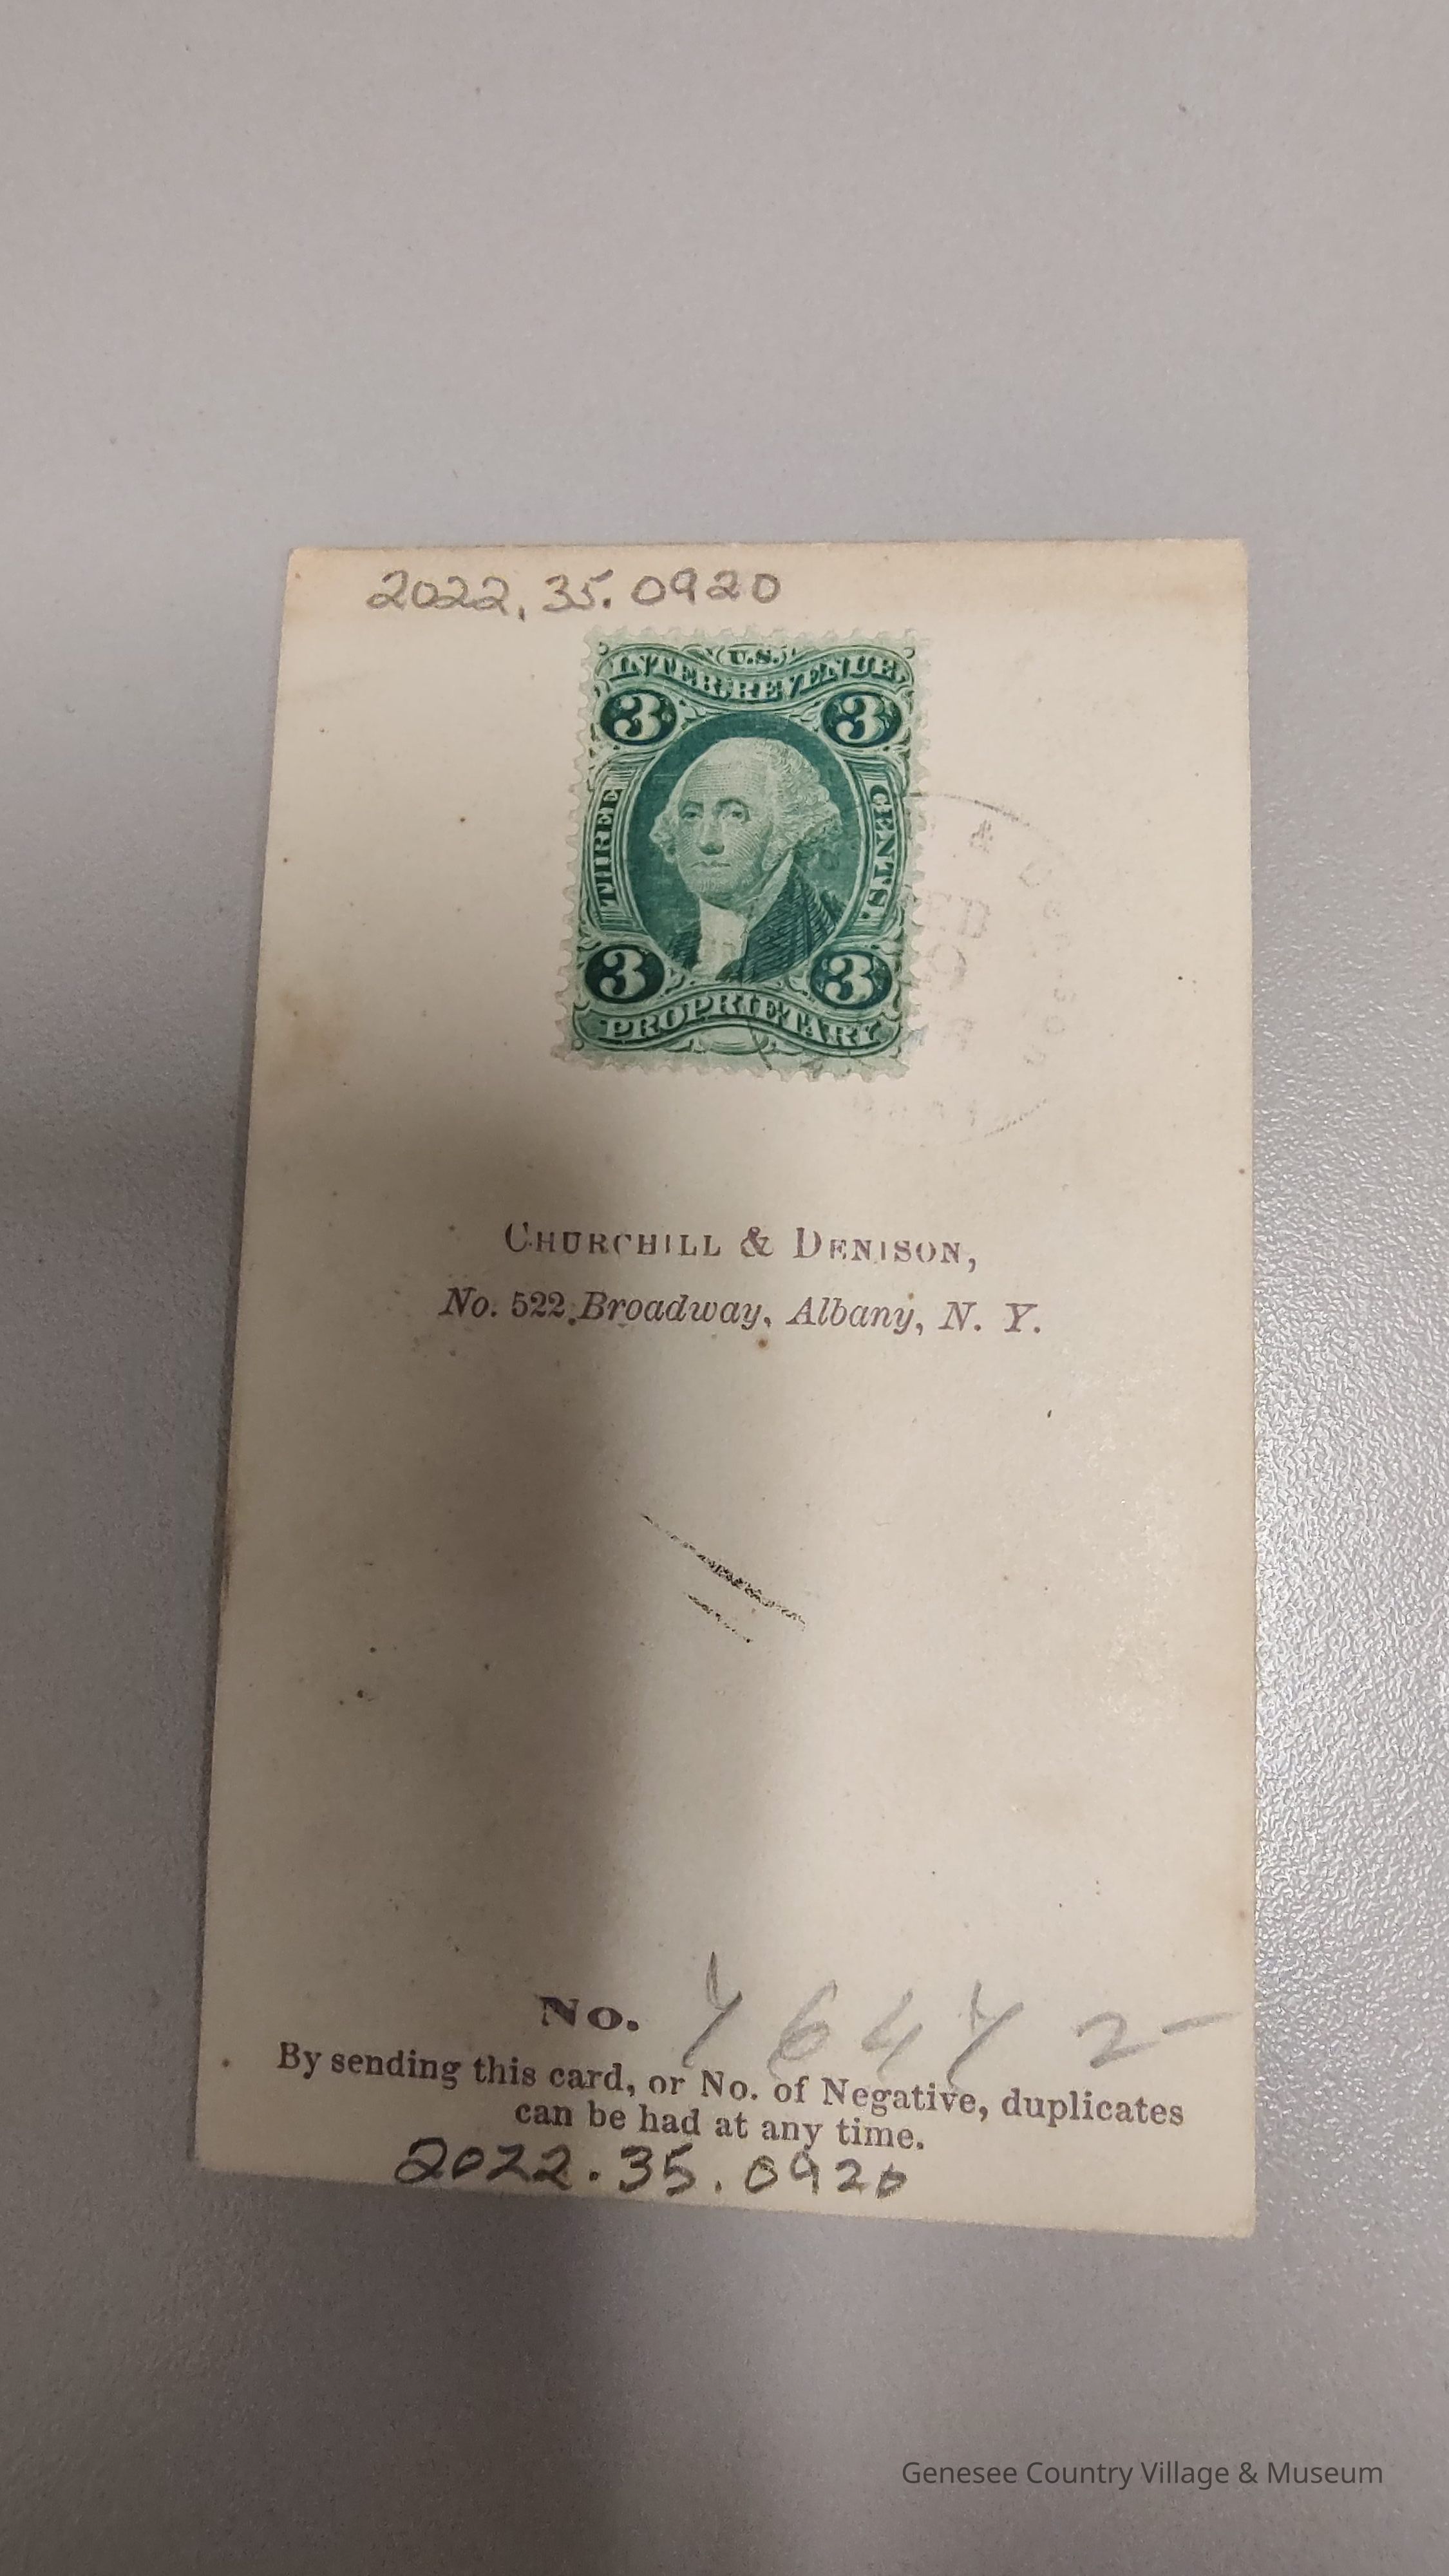 2022.35.0920
U.S.
INTER. REVENUE.
3 3
THREE CENTS.
3 3
PROPRIETARY
& DENISON
CHURCHILL & DENISON,
No. 522 Broadway, Albany, N. Y.
No. 7647 2-
By sending this card, or No. of Negative, duplicates
can be had at any time.
2022.35.0920
Genesee Country Village & Museum